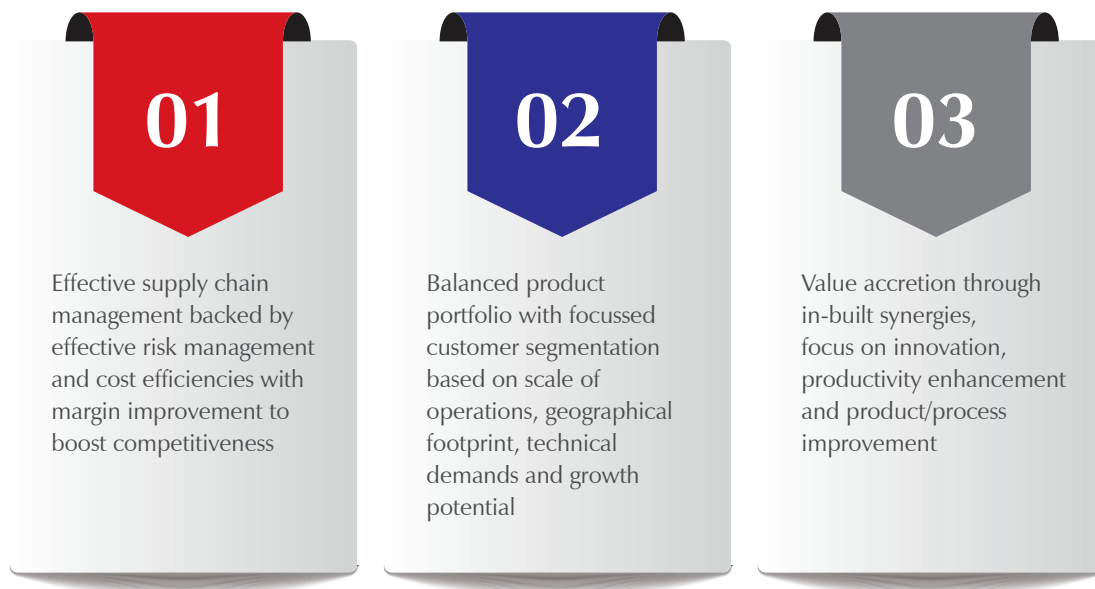 01
Effective supply chain
management backed by
effective risk management
and cost efficiencies with
margin improvement to
boost competitiveness
02
Balanced product
portfolio with focussed
customer segmentation
based on scale of
operations, geographical
footprint, technical
demands and growth
potential
03
Value accretion through
in-built synergies,
focus on innovation,
productivity enhancement
and product/process
improvement